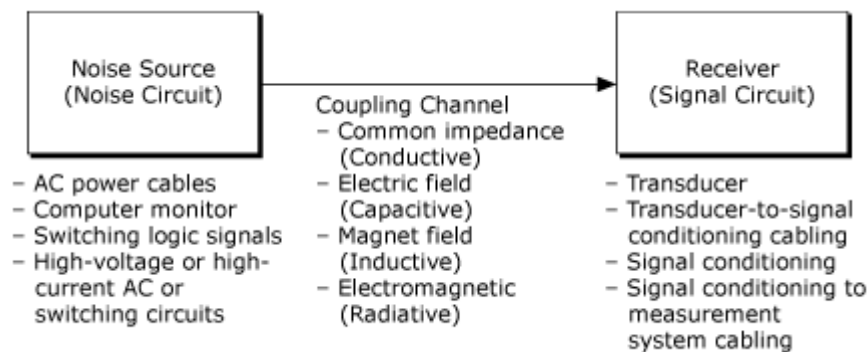 Noise Source
(Noise Circuit)
Receiver
(Signal Circuit)
– AC power cables
– Computer monitor
– Switching logic signals
– High-voltage or high-
current AC or
switching circuits
Coupling Channel
– Common impedance
(Conductive)
– Electric field
(Capacitive)
– Magnet field
(Inductive)
– Electromagnetic
(Radiative)
– Transducer
– Transducer-to-signal
conditioning cabling
– Signal conditioning
– Signal conditioning to
measurement
system cabling